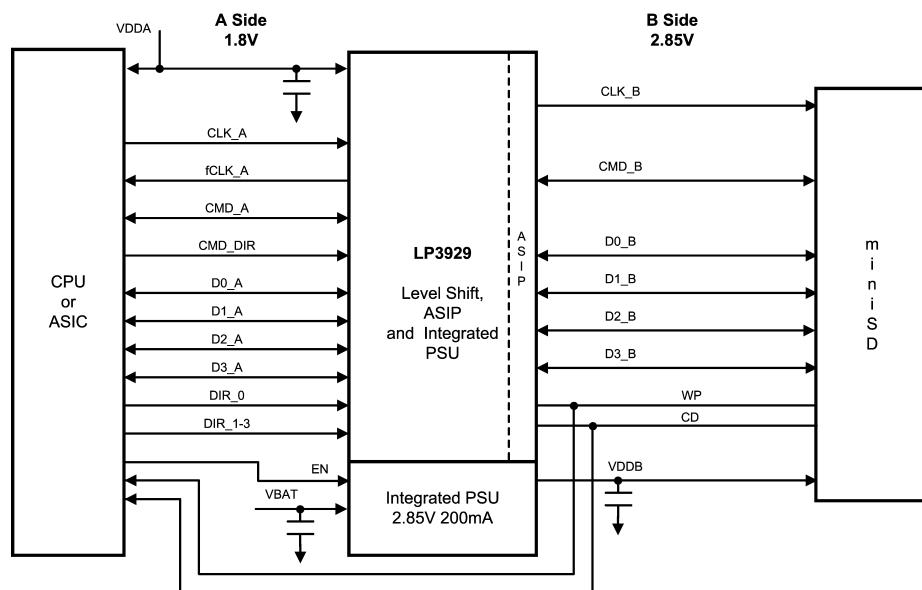 A Side
1.8V
B Side
2.85V
VDDA
CLK_A
fCLK_A
CMD_A
CMD_DIR
D0_A
D1_A
D2_A
D3_A
DIR_0
DIR_1-3
EN
VBAT
CPU
or
ASIC
LP3929
Level Shift,
ASIP
and Integrated
PSU
ASIP
Integrated PSU
2.85V 200mA
CLK_B
CMD_B
D0_B
D1_B
D2_B
D3_B
WP
CD
VDDB
miniSD